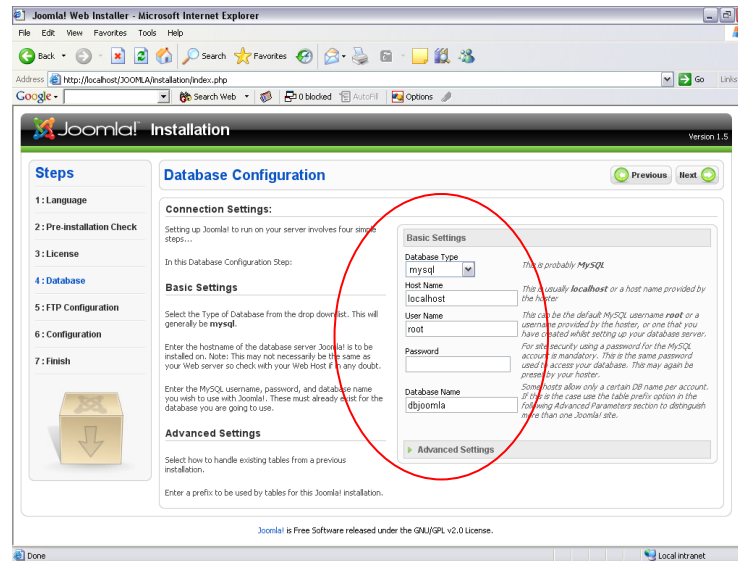 Joomla! Web Installer - Microsoft Internet Explorer
File Edit View Favorites Tools Help
Back Search Favorites
Address http://localhost/JOOMLA/installation/index.php Go Links
Google Search Web 0 blocked AutoFill Options
Joomla! Installation
Version 1.5
Steps
1 : Language
2 : Pre-installation Check
3 : License
4 : Database
5 : FTP Configuration
6 : Configuration
7 : Finish
Database Configuration
Previous Next
Connection Settings:
Setting up Joomla! to run on your server involves four simple
steps...
In this Database Configuration Step:
Basic Settings
Select the Type of Database from the drop down list. This will
generally be mysql.
Enter the hostname of the database server Joomla! is to be
installed on. Note: This may not necessarily be the same as
your Web server so check with your Web Host if in any doubt.
Enter the MySQL username, password, and database name
you wish to use with Joomla!. These must already exist for the
database you are going to use.
Advanced Settings
Select how to handle existing tables from a previous
installation.
Enter a prefix to be used by tables for this Joomla! installation.
Basic Settings
Database Type
mysql
This is probably MySQL
Host Name
localhost
This is usually localhost or a host name provided by
the hoster
User Name
root
This can be the default MySQL username root or a
username provided by the hoster, or one that you
have created whilst setting up your database server.
Password
For site security using a password for the MySQL
account is mandatory. This is the same password
used to access your database. This may again be
preset by your hoster.
Database Name
dbjoomla
Some hosts allow only a certain DB name per account.
If this is the case use the table prefix option in the
following Advanced Parameters section to distinguish
more than one Joomla! site.
Advanced Settings
Joomla! is Free Software released under the GNU/GPL v2.0 License.
Done
Local intranet